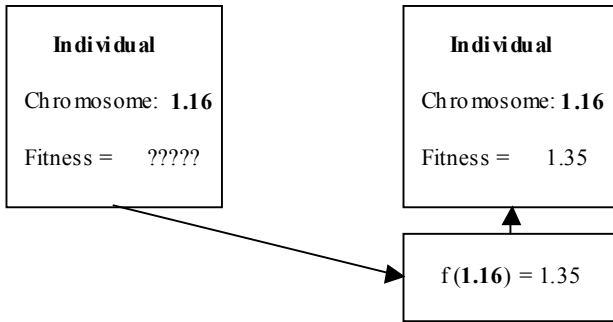 Individual
Chromosome: 1.16
Fitness = ?????
Individual
Chromosome: 1.16
Fitness = 1.35
f(1.16) = 1.35